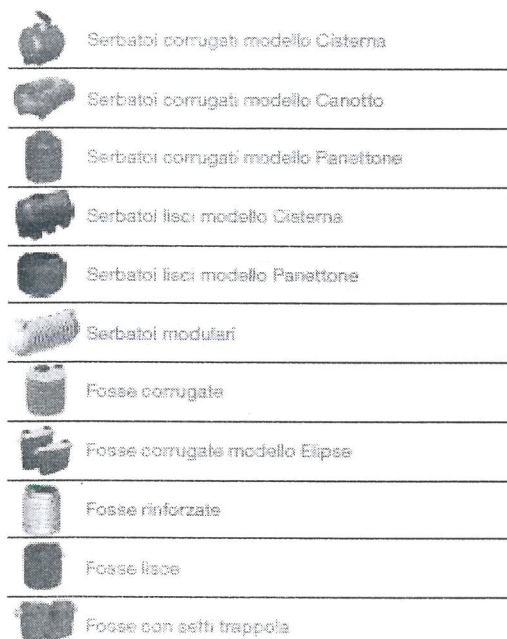 Serbatoi corrugati modello Cisterna
Serbatoi corrugati modello Canotto
Serbatoi corrugati modello Panettone
Serbatoi lisci modello Cisterna
Serbatoi lisci modello Panettone
Serbatoi modulari
Fosse corrugate
Fosse corrugate modello Elipse
Fosse rinforzate
Fosse lisce
Fosse con setti trappola